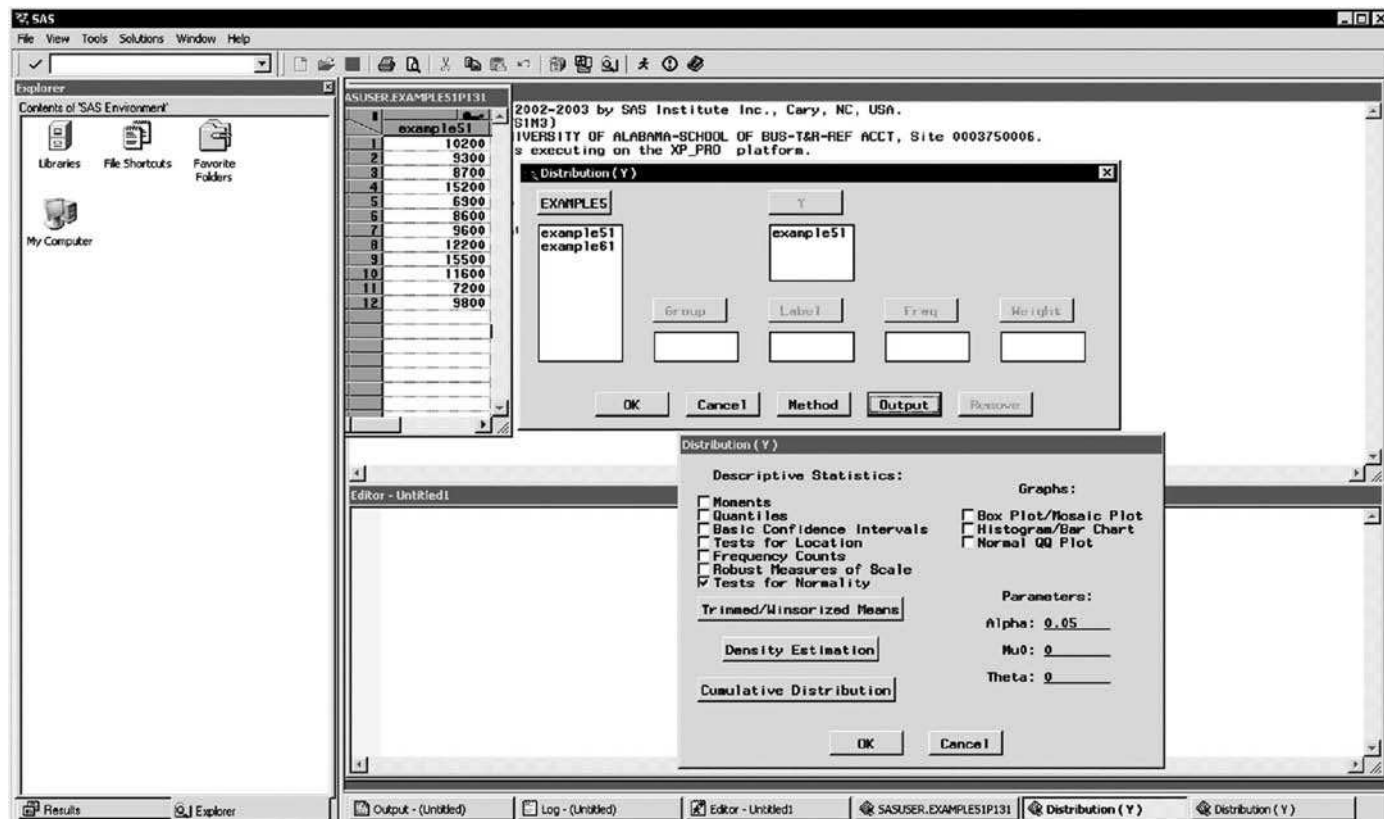 SAS
File View Tools Solutions Window Help
Explorer
Contents of 'SAS Environment'
Libraries
File Shortcuts
Favorite Folders
My Computer
ASUSER.EXAMPLE51P131
example51
1 10200
2 9300
3 8700
4 15200
5 6900
6 8600
7 9600
8 12200
9 15500
10 11600
11 7200
12 9800
2002-2003 by SAS Institute Inc., Cary, NC, USA.
IVERSITY OF ALABAMA-SCHOOL OF BUS-T&R-REF ACCT, Site 0003750006.
s executing on the XP_PRO platform.
Distribution ( Y )
EXAMPLE5
Y
example51
example61
example51
Group
Label
Freq
Weight
OK
Cancel
Method
Output
Remove
Distribution ( Y )
Descriptive Statistics:
Moments
Quantiles
Basic Confidence Intervals
Tests for Location
Frequency Counts
Robust Measures of Scale
Tests for Normality
Trimmed/Winsorized Means
Density Estimation
Cumulative Distribution
Graphs:
Box Plot/Mosaic Plot
Histogram/Bar Chart
Normal QQ Plot
Parameters:
Alpha: 0.05
Mu0: 0
Theta: 0
OK
Cancel
Editor - Untitled1
Results
Explorer
Output - (Untitled)
Log - (Untitled)
Editor - Untitled1
SASUSER.EXAMPLE51P131
Distribution ( Y )
Distribution ( Y )